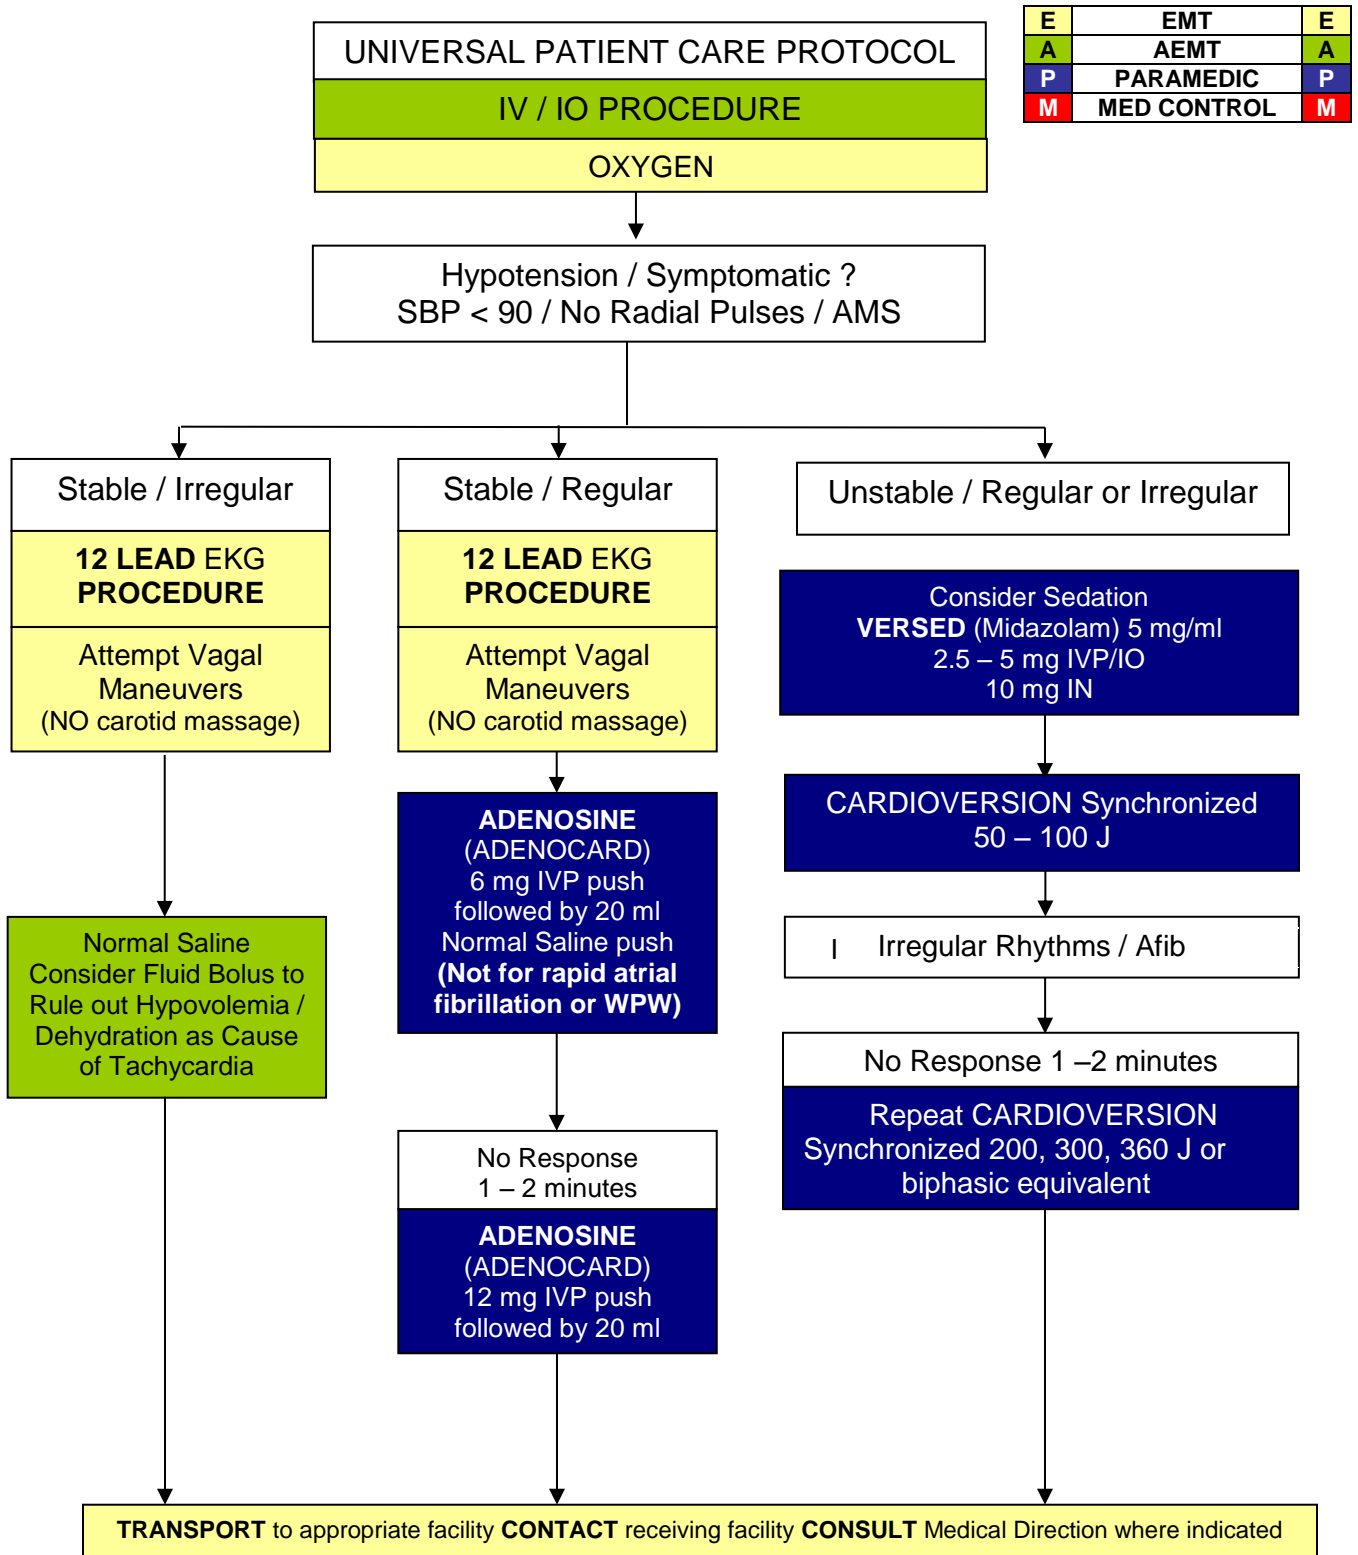 E EMT E
A AEMT A
P PARAMEDIC P
M MED CONTROL M
UNIVERSAL PATIENT CARE PROTOCOL
IV / IO PROCEDURE
OXYGEN
Hypotension / Symptomatic ?
SBP < 90 / No Radial Pulses / AMS
Stable / Irregular
12 LEAD EKG
PROCEDURE
Attempt Vagal
Maneuvers
(NO carotid massage)
Normal Saline
Consider Fluid Bolus to
Rule out Hypovolemia /
Dehydration as Cause
of Tachycardia
Stable / Regular
12 LEAD EKG
PROCEDURE
Attempt Vagal
Maneuvers
(NO carotid massage)
ADENOSINE
(ADENOCARD)
6 mg IVP push
followed by 20 ml
Normal Saline push
(Not for rapid atrial
fibrillation or WPW)
No Response
1 – 2 minutes
ADENOSINE
(ADENOCARD)
12 mg IVP push
followed by 20 ml
Unstable / Regular or Irregular
Consider Sedation
VERSED (Midazolam) 5 mg/ml
2.5 – 5 mg IVP/IO
10 mg IN
CARDIOVERSION Synchronized
50 – 100 J
I Irregular Rhythms / Afib
No Response 1 –2 minutes
Repeat CARDIOVERSION
Synchronized 200, 300, 360 J or
biphasic equivalent
TRANSPORT to appropriate facility CONTACT receiving facility CONSULT Medical Direction where indicated